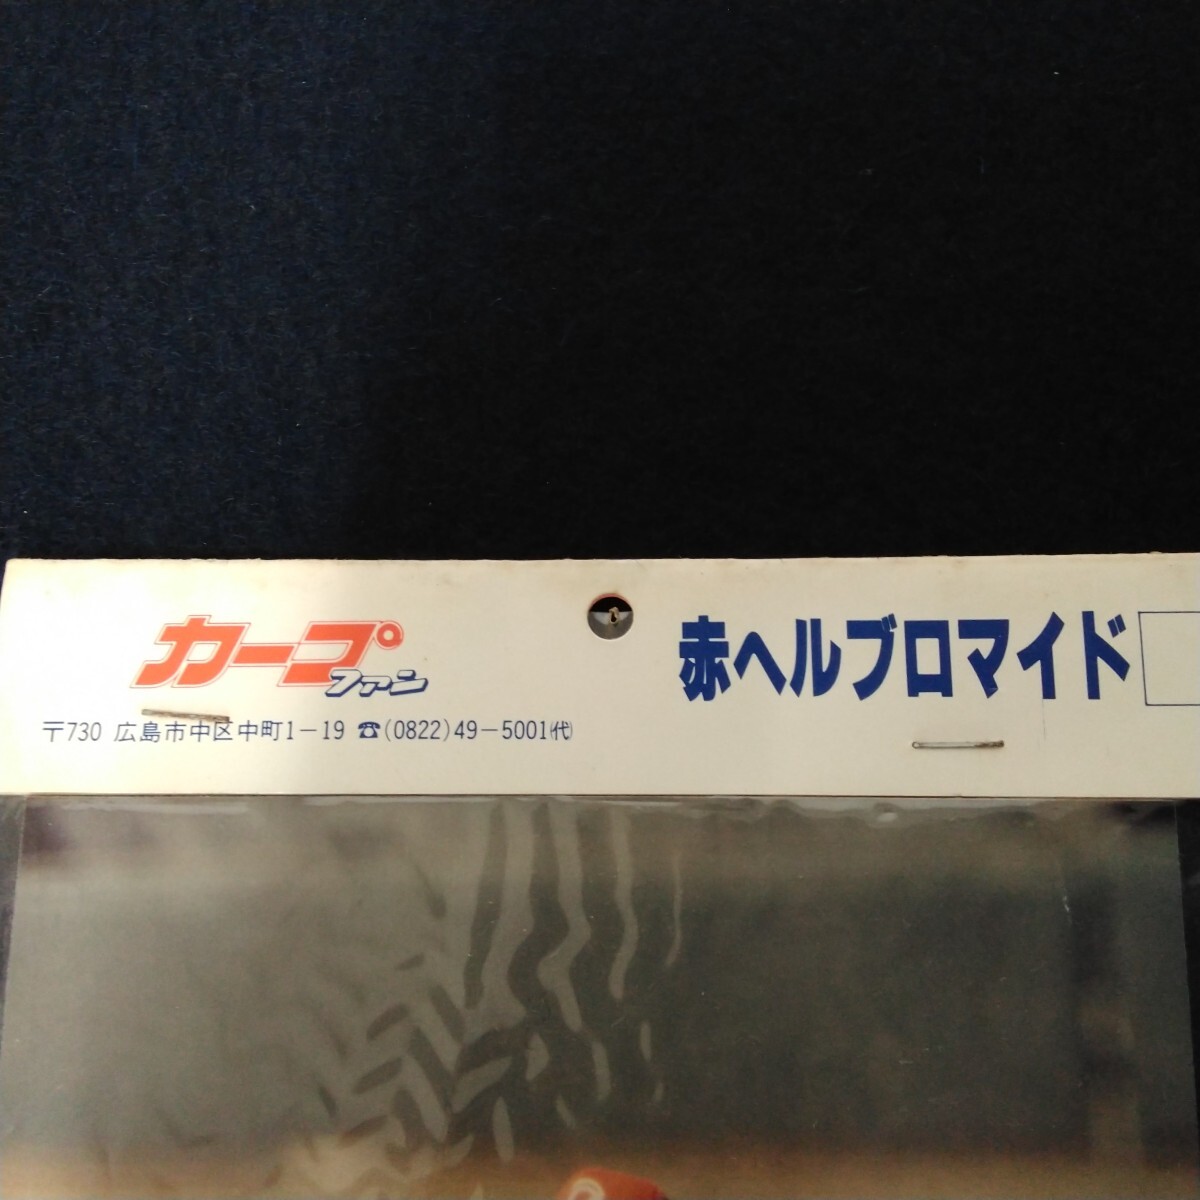 カープ
ファン
赤ヘルブロマイド
〒730 広島市中区中町1-19 ☎(0822)49-5001㈹